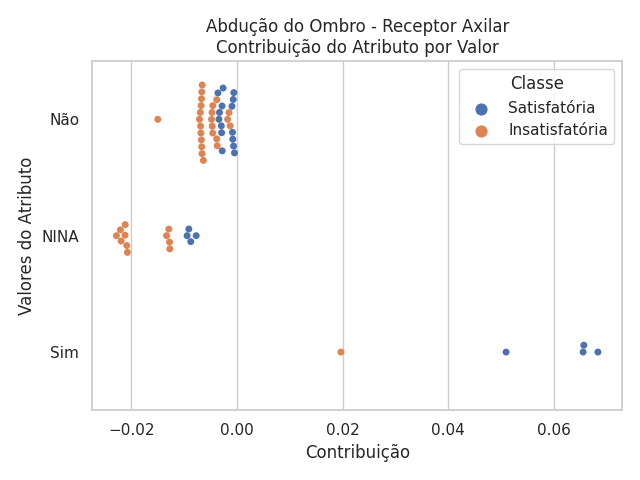 Abdução do Ombro - Receptor Axilar
Contribuição do Atributo por Valor
Classe
Satisfatória
Insatisfatória
Valores do Atributo
Não
NINA
Sim
−0.02
0.00
0.02
0.04
0.06
Contribuição